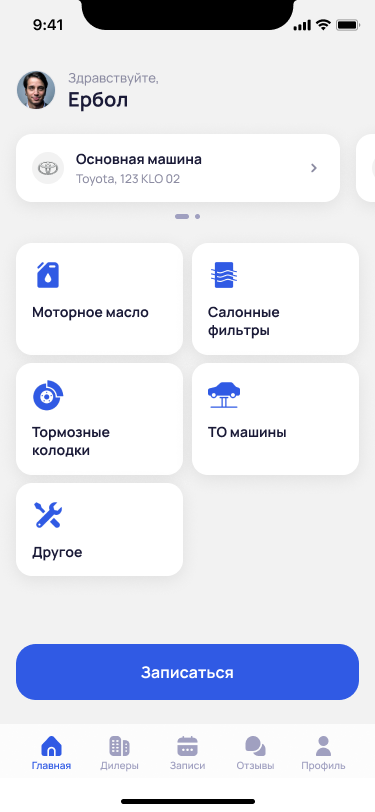 9:41
Здравствуйте,
Ербол
Основная машина
Toyota, 123 KLO 02
Моторное масло
Салонные
фильтры
Тормозные
колодки
ТО машины
Другое
Записаться
Главная
Дилеры
Записи
Отзывы
Профиль